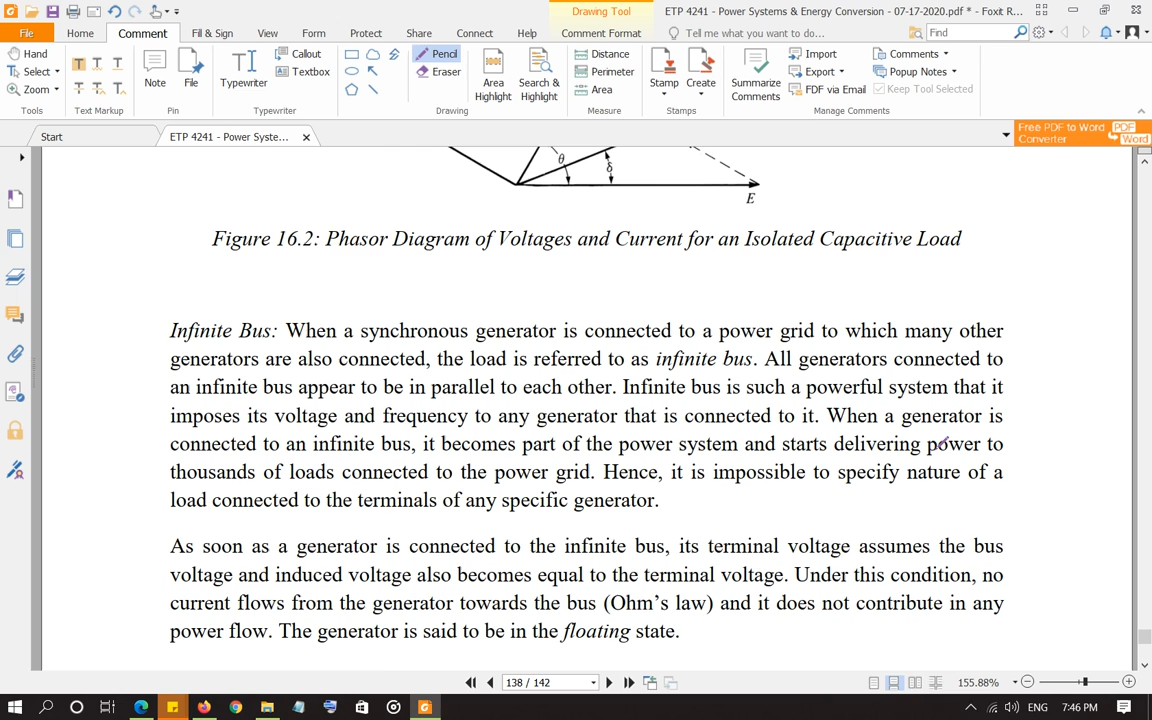 Drawing Tool
ETP 4241 - Power Systems & Energy Conversion - 07-17-2020.pdf * - Foxit R...
File Home Comment Fill & Sign View Form Protect Share Connect Help Comment Format Tell me what you want to do... Find
Hand
Select
Zoom
Tools
T T T
T T T
Text Markup
Note
File
Pin
Typewriter
Callout
Textbox
Typewriter
Pencil
Eraser
Drawing
Area Highlight
Search & Highlight
Distance
Perimeter
Area
Measure
Stamp
Create
Stamps
Summarize Comments
Import
Export
FDF via Email
Comments
Popup Notes
Keep Tool Selected
Manage Comments
Start
ETP 4241 - Power Syste...
Free PDF to Word Converter
PDF
Word
θ
δ
E
Figure 16.2: Phasor Diagram of Voltages and Current for an Isolated Capacitive Load
Infinite Bus: When a synchronous generator is connected to a power grid to which many other
generators are also connected, the load is referred to as infinite bus. All generators connected to
an infinite bus appear to be in parallel to each other. Infinite bus is such a powerful system that it
imposes its voltage and frequency to any generator that is connected to it. When a generator is
connected to an infinite bus, it becomes part of the power system and starts delivering power to
thousands of loads connected to the power grid. Hence, it is impossible to specify nature of a
load connected to the terminals of any specific generator.
As soon as a generator is connected to the infinite bus, its terminal voltage assumes the bus
voltage and induced voltage also becomes equal to the terminal voltage. Under this condition, no
current flows from the generator towards the bus (Ohm's law) and it does not contribute in any
power flow. The generator is said to be in the floating state.
138 / 142
155.88%
ENG 7:46 PM